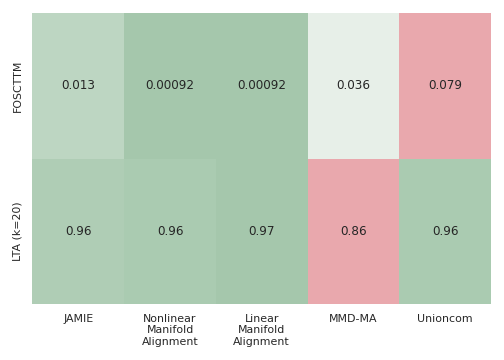 FOSCTTM
0.013 0.00092 0.00092 0.036 0.079
LTA (k=20)
0.96 0.96 0.97 0.86 0.96
JAMIE
Nonlinear
Manifold
Alignment
Linear
Manifold
Alignment
MMD-MA
Unioncom